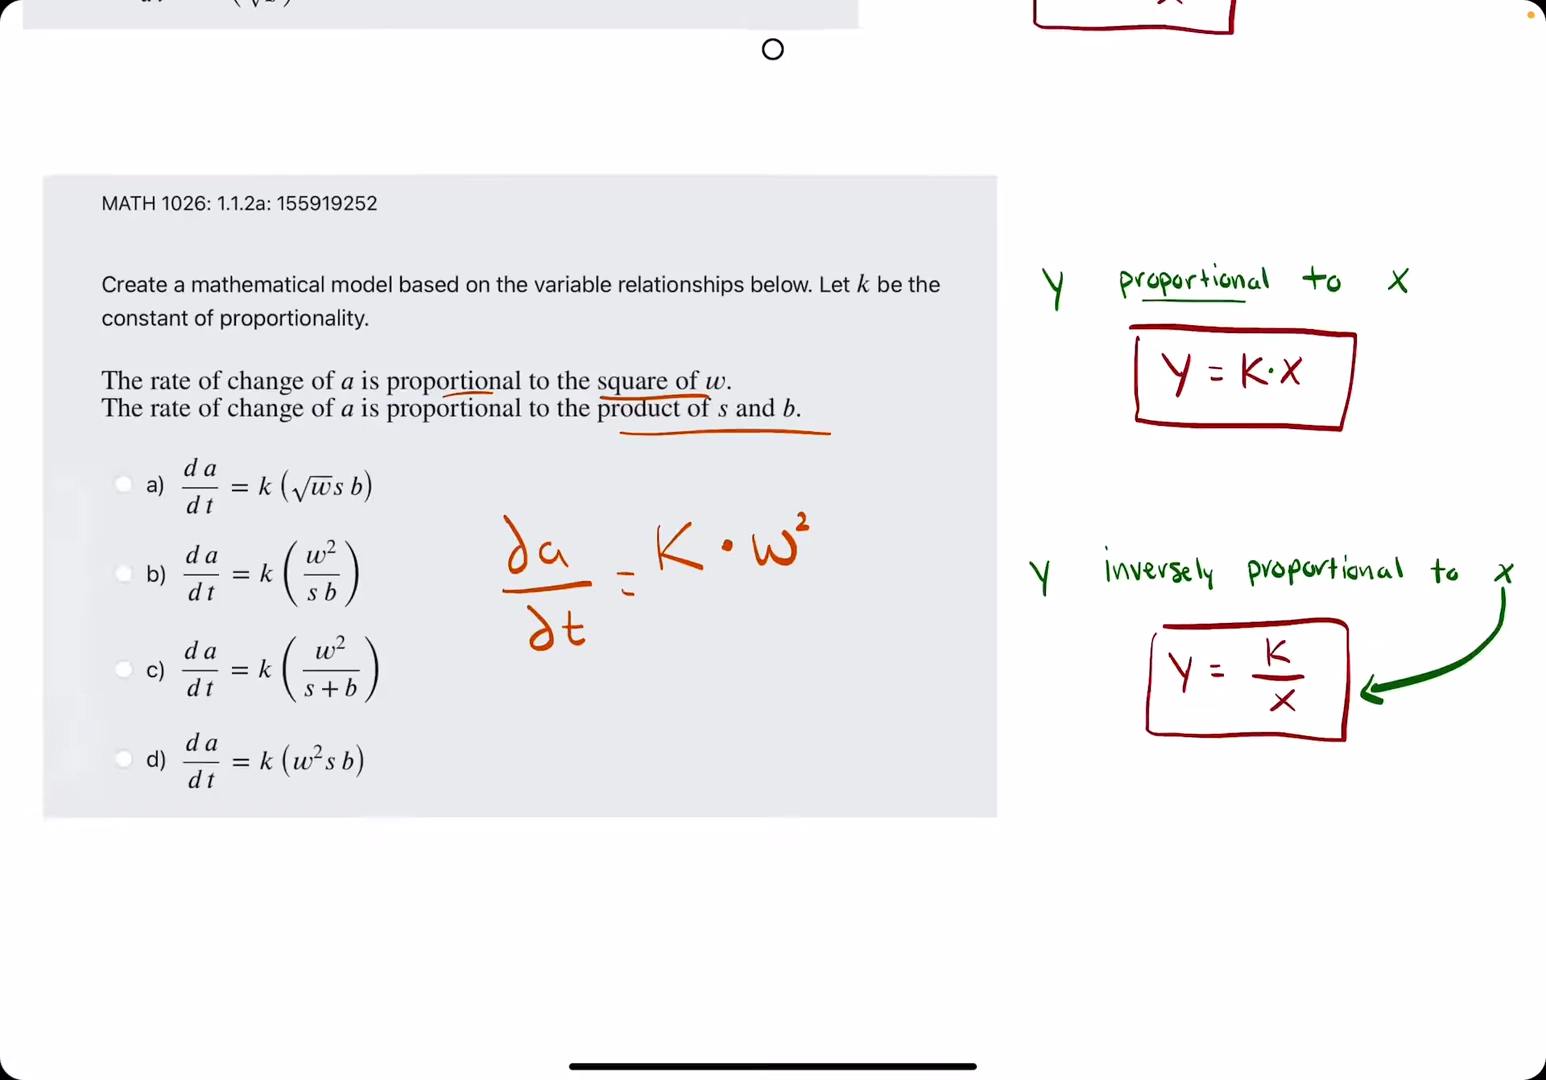 MATH 1026: 1.1.2a: 155919252
Create a mathematical model based on the variable relationships below. Let k be the
constant of proportionality.
The rate of change of a is proportional to the square of w.
The rate of change of a is proportional to the product of s and b.
a) da/dt = k (√w s b)
b) da/dt = k (w²/(s b))
c) da/dt = k (w²/(s + b))
d) da/dt = k (w² s b)
∂a/∂t = K · w²
Y proportional to X
Y = K·X
Y inversely proportional to x
Y = K/X